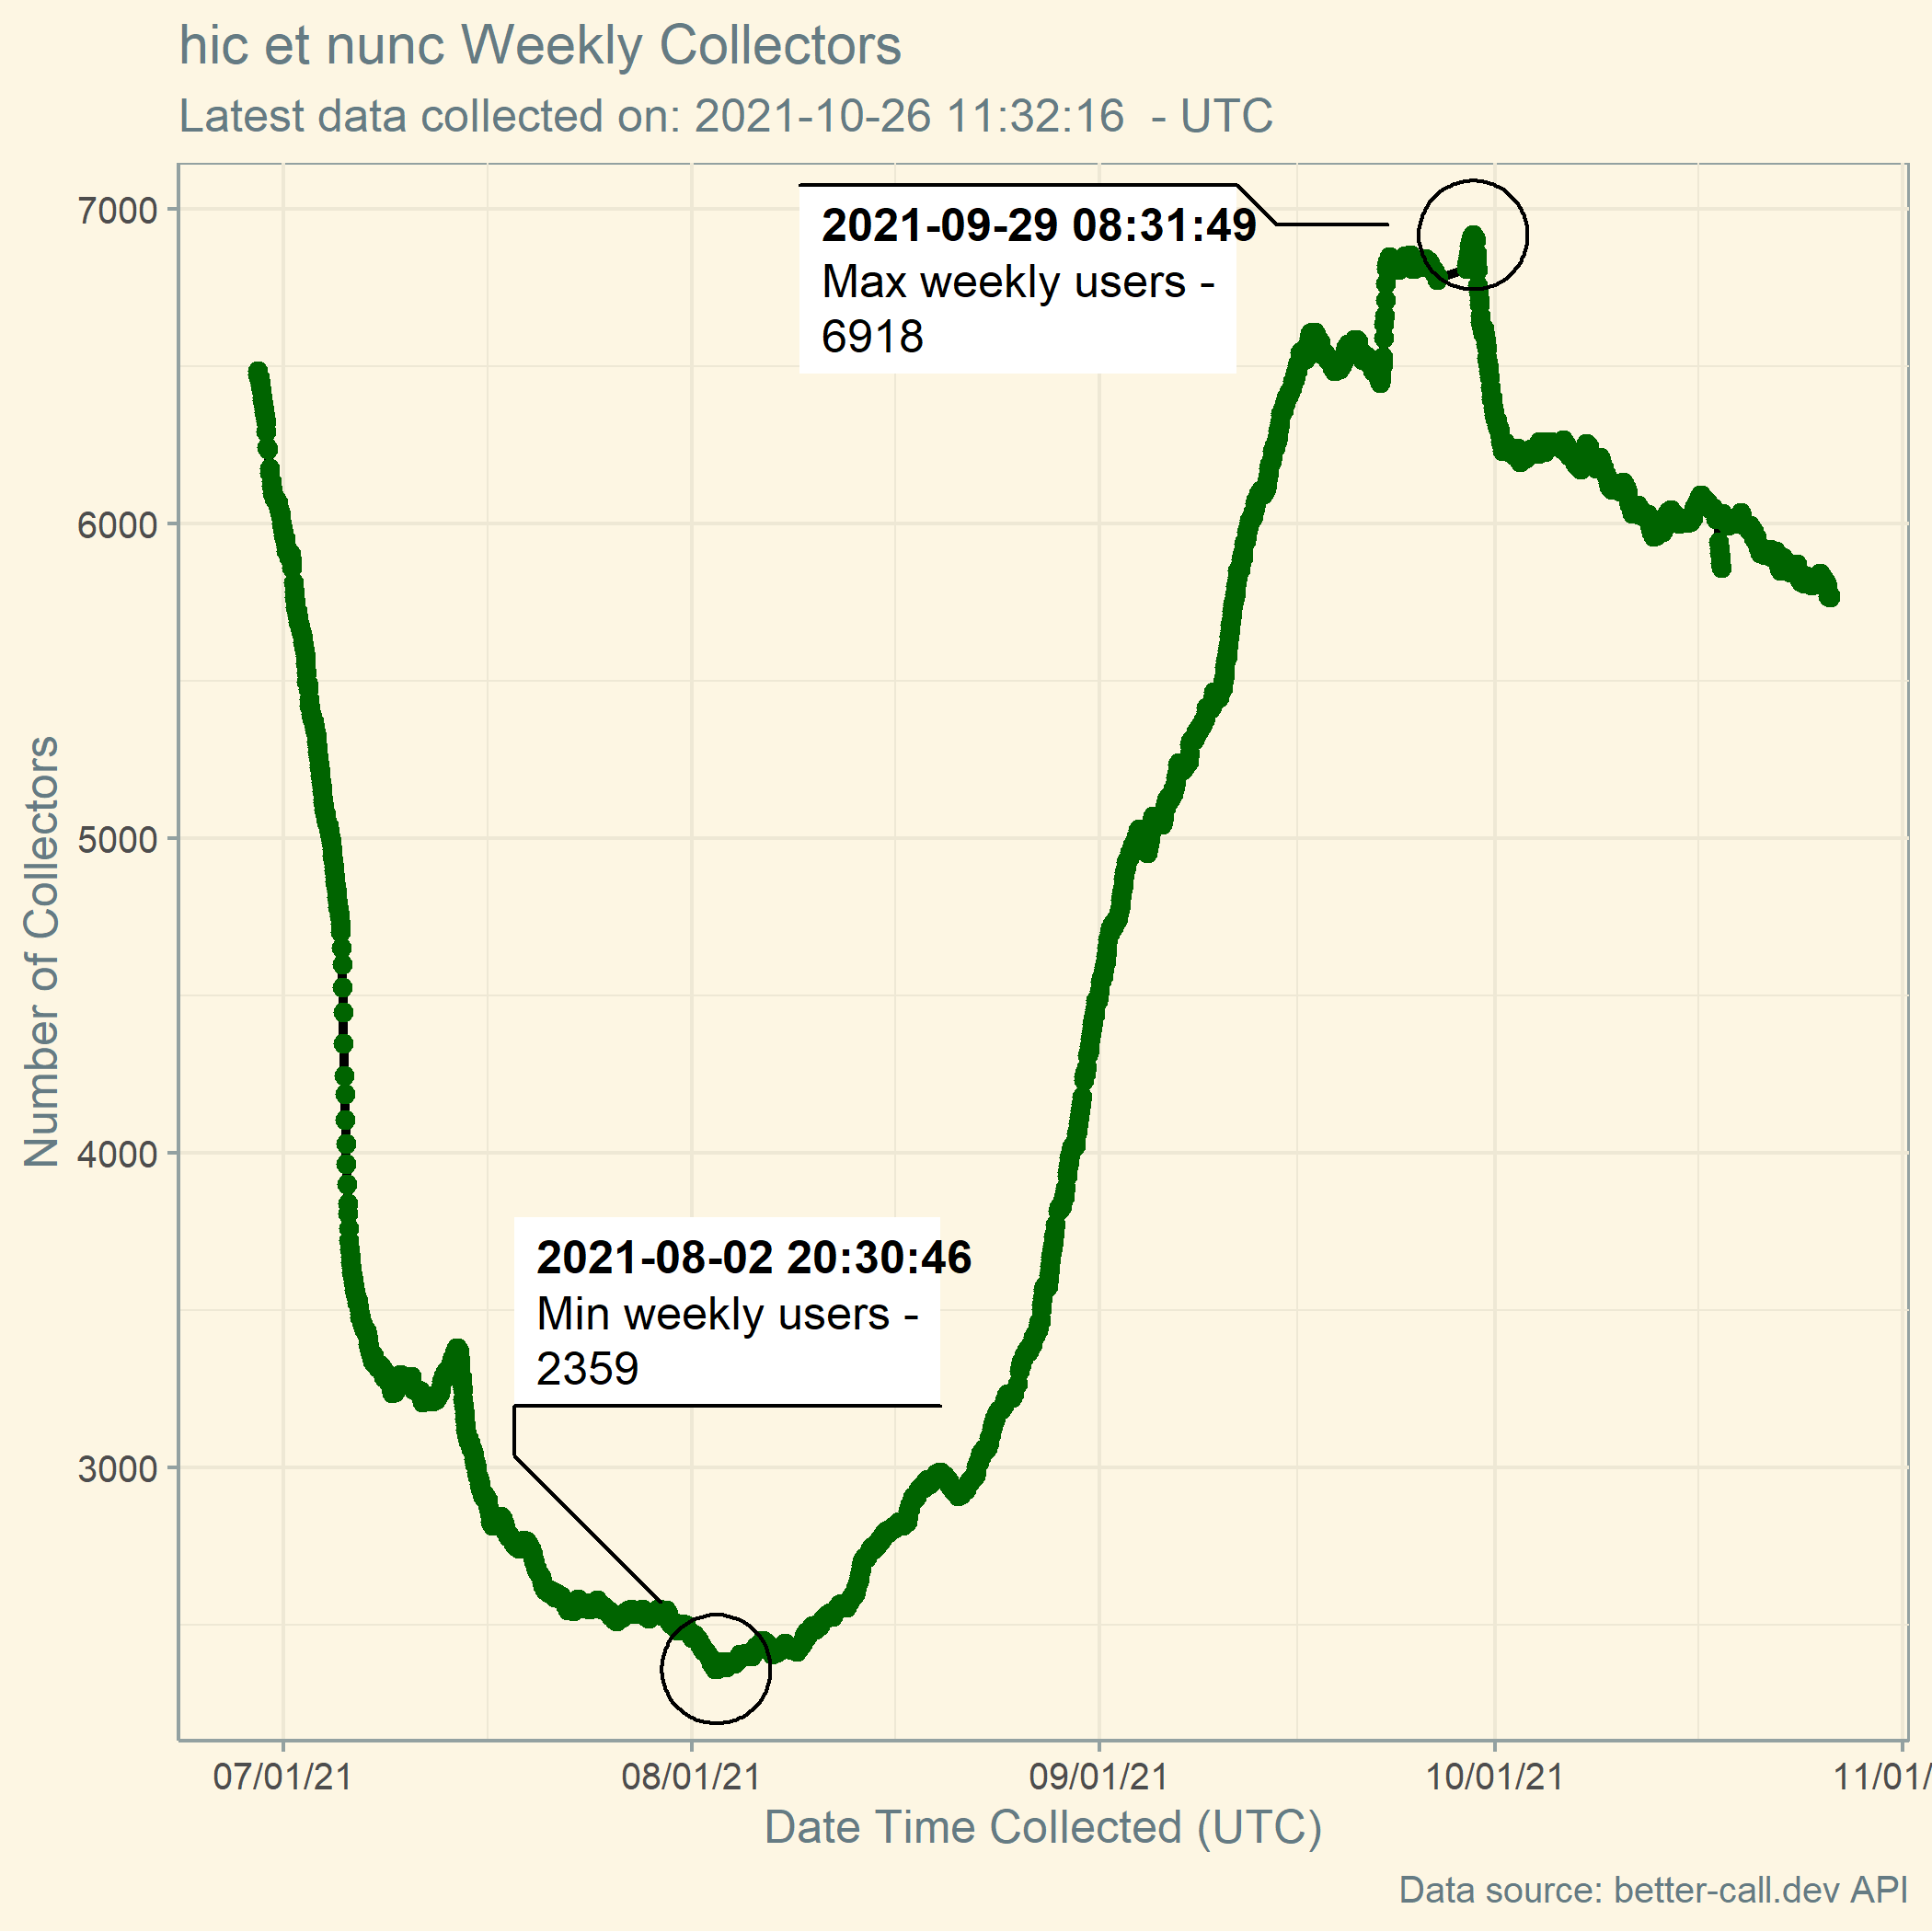 hic et nunc Weekly Collectors
Latest data collected on: 2021-10-26 11:32:16 - UTC
7000
6000
5000
4000
3000
Number of Collectors
2021-09-29 08:31:49
Max weekly users -
6918
2021-08-02 20:30:46
Min weekly users -
2359
07/01/21
08/01/21
09/01/21
10/01/21
11/01/
Date Time Collected (UTC)
Data source: better-call.dev API